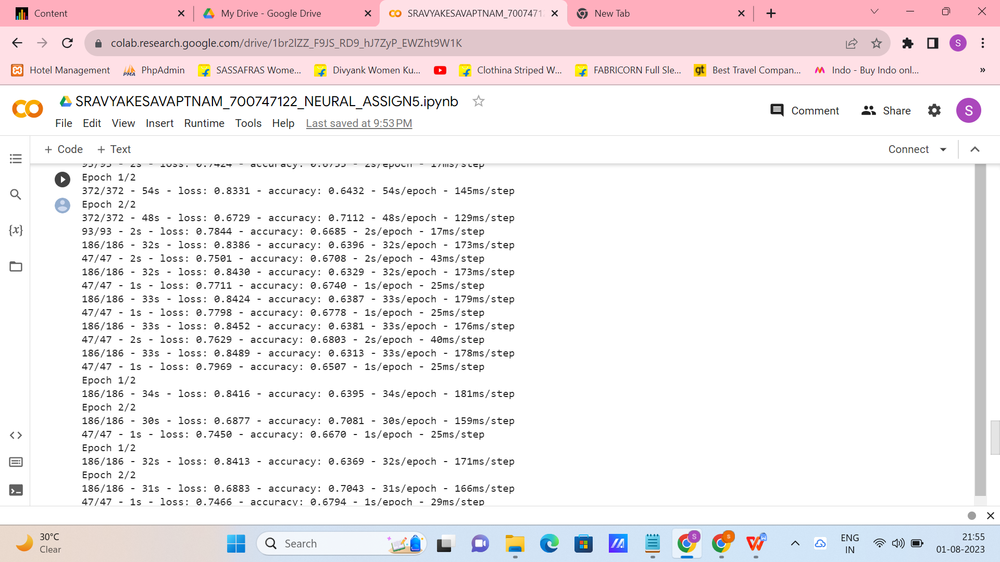 Content
My Drive - Google Drive
SRAVYAKESAVAPTNAM_7007471
New Tab
colab.research.google.com/drive/1br2lZZ_F9JS_RD9_hJ7ZyP_EWZht9W1K
S
Hotel Management
PMA
PhpAdmin
SASSAFRAS Wome...
Divyank Women Ku...
Clothina Striped W...
FABRICORN Full Sle...
gt
Best Travel Compan...
Indo - Buy Indo onl...
»
SRAVYAKESAVAPTNAM_700747122_NEURAL_ASSIGN5.ipynb
File Edit View Insert Runtime Tools Help Last saved at 9:53 PM
Comment
Share
S
+ Code + Text
Connect
93/93 - 2s - loss: 0.7424 - accuracy: 0.6755 - 2s/epoch - 17ms/step
Epoch 1/2
372/372 - 54s - loss: 0.8331 - accuracy: 0.6432 - 54s/epoch - 145ms/step
Epoch 2/2
372/372 - 48s - loss: 0.6729 - accuracy: 0.7112 - 48s/epoch - 129ms/step
93/93 - 2s - loss: 0.7844 - accuracy: 0.6685 - 2s/epoch - 17ms/step
186/186 - 32s - loss: 0.8386 - accuracy: 0.6396 - 32s/epoch - 173ms/step
47/47 - 2s - loss: 0.7501 - accuracy: 0.6708 - 2s/epoch - 43ms/step
186/186 - 32s - loss: 0.8430 - accuracy: 0.6329 - 32s/epoch - 173ms/step
47/47 - 1s - loss: 0.7711 - accuracy: 0.6740 - 1s/epoch - 25ms/step
186/186 - 33s - loss: 0.8424 - accuracy: 0.6387 - 33s/epoch - 179ms/step
47/47 - 1s - loss: 0.7798 - accuracy: 0.6778 - 1s/epoch - 25ms/step
186/186 - 33s - loss: 0.8452 - accuracy: 0.6381 - 33s/epoch - 176ms/step
47/47 - 2s - loss: 0.7629 - accuracy: 0.6803 - 2s/epoch - 40ms/step
186/186 - 33s - loss: 0.8489 - accuracy: 0.6313 - 33s/epoch - 178ms/step
47/47 - 1s - loss: 0.7969 - accuracy: 0.6507 - 1s/epoch - 25ms/step
Epoch 1/2
186/186 - 34s - loss: 0.8416 - accuracy: 0.6395 - 34s/epoch - 181ms/step
Epoch 2/2
186/186 - 30s - loss: 0.6877 - accuracy: 0.7081 - 30s/epoch - 159ms/step
47/47 - 1s - loss: 0.7450 - accuracy: 0.6670 - 1s/epoch - 25ms/step
Epoch 1/2
186/186 - 32s - loss: 0.8413 - accuracy: 0.6369 - 32s/epoch - 171ms/step
Epoch 2/2
186/186 - 31s - loss: 0.6883 - accuracy: 0.7043 - 31s/epoch - 166ms/step
47/47 - 1s - loss: 0.7466 - accuracy: 0.6794 - 1s/epoch - 29ms/step
{x}
30°C
Clear
Search
S
S
W
ENG
IN
21:55
01-08-2023